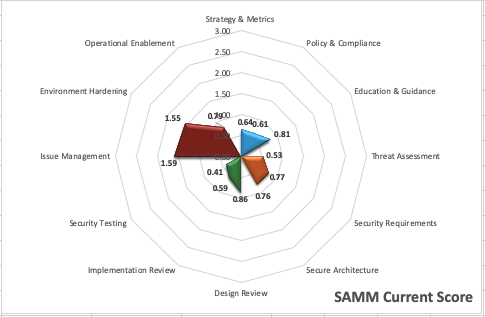 Strategy & Metrics
3.00
Operational Enablement
Policy & Compliance
2.50
2.00
Environment Hardening
Education & Guidance
1.50
1.55
0.79
1.00
0.64
0.61
0.81
Issue Management
1.59
0.53
Threat Assessment
0.41
0.77
0.59
0.76
0.86
Security Testing
Security Requirements
Implementation Review
Secure Architecture
Design Review
SAMM Current Score